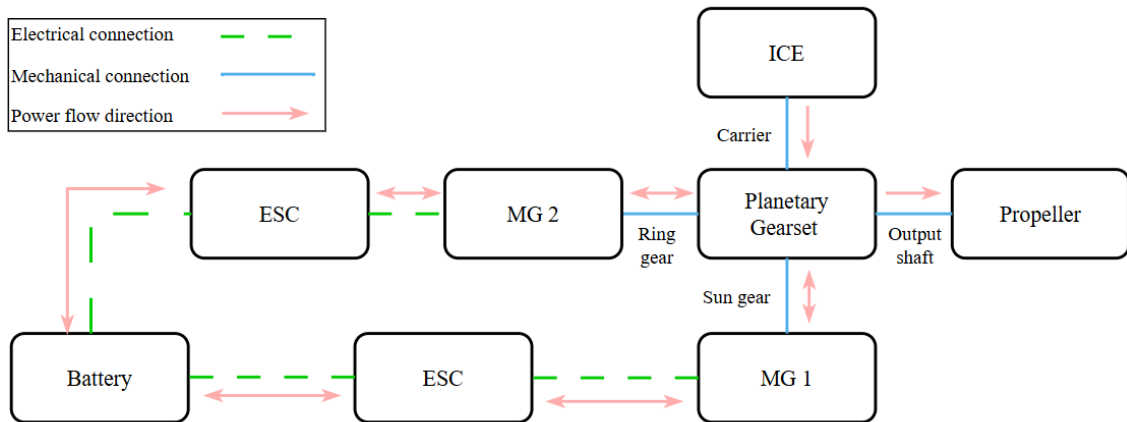 Electrical connection
Mechanical connection
Power flow direction
ICE
Carrier
ESC
MG 2
Planetary
Gearset
Propeller
Ring
gear
Output
shaft
Sun gear
Battery
ESC
MG 1